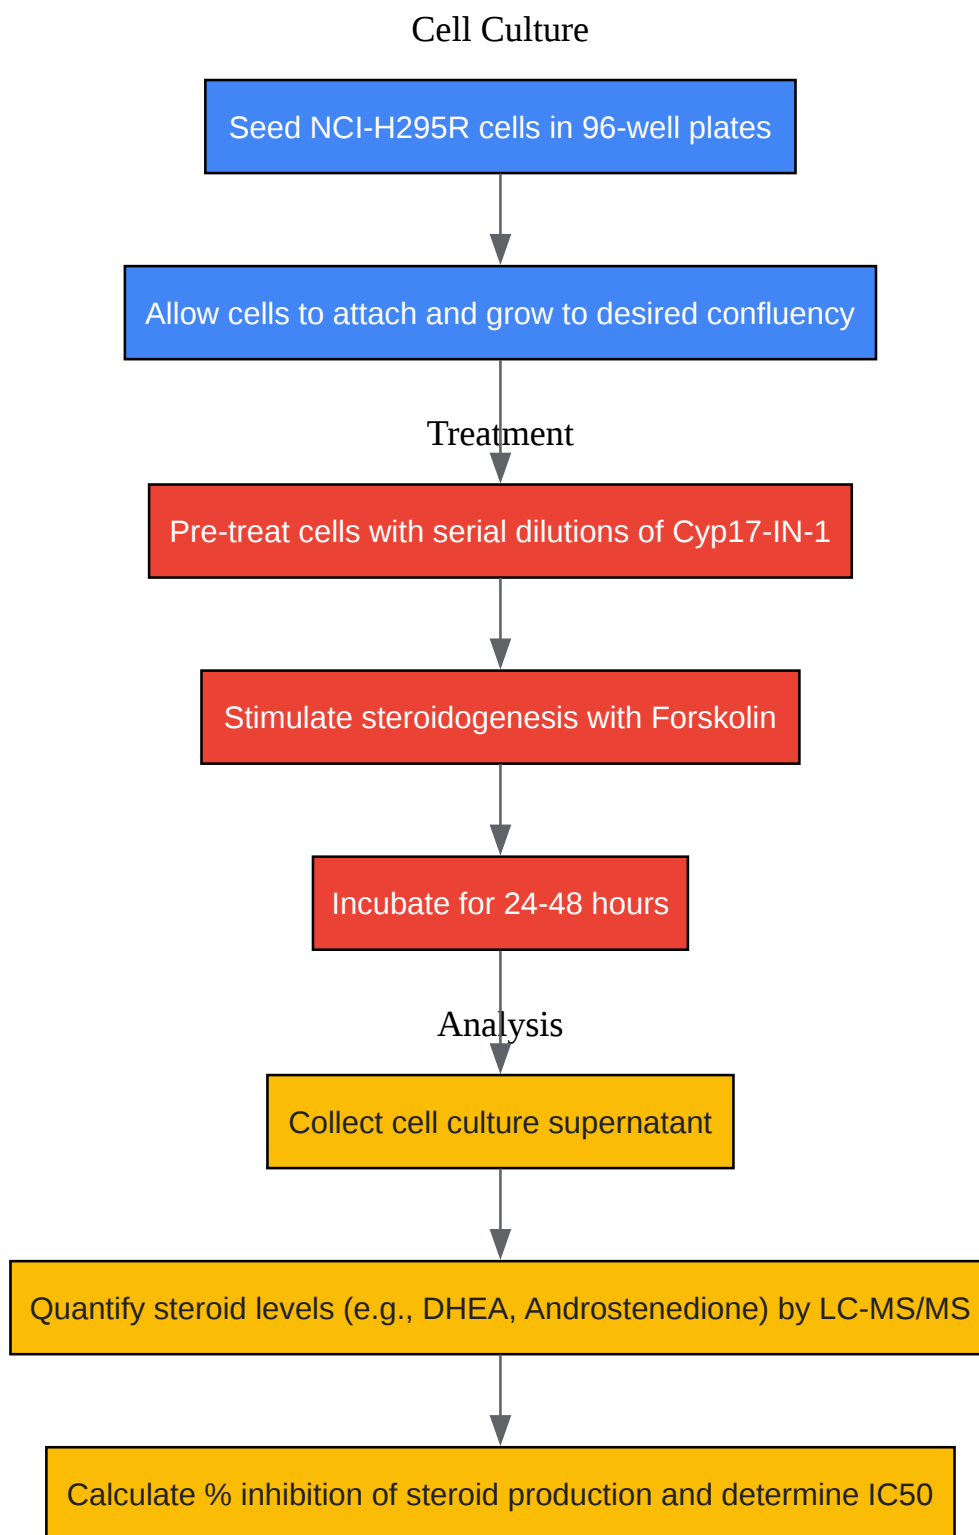 Cell Culture
Seed NCI-H295R cells in 96-well plates
Allow cells to attach and grow to desired confluency
Treatment
Pre-treat cells with serial dilutions of Cyp17-IN-1
Stimulate steroidogenesis with Forskolin
Incubate for 24-48 hours
Analysis
Collect cell culture supernatant
Quantify steroid levels (e.g., DHEA, Androstenedione) by LC-MS/MS
Calculate % inhibition of steroid production and determine IC50